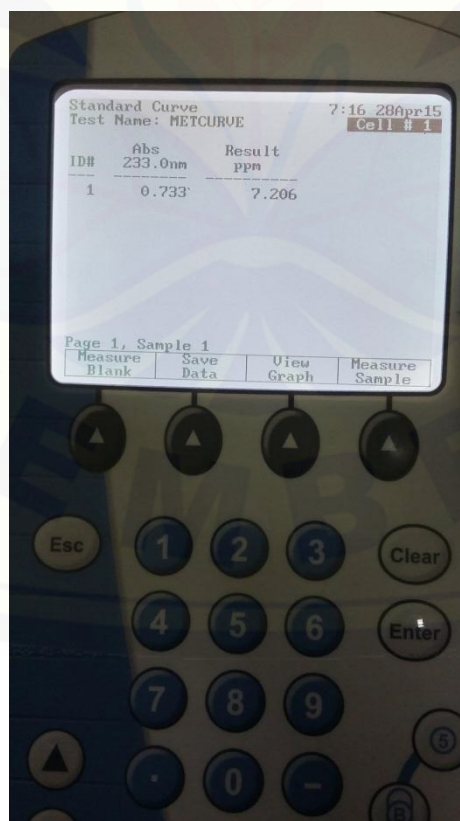 Standard Curve 7:16 28Apr15
Test Name: METCURVE Cell # 1
Abs Result
ID# 233.0nm ppm
1 0.733 7.206
Page 1, Sample 1
Measure Save View Measure
Blank Data Graph Sample
Esc 1 2 3 Clear
4 5 6 Enter
7 8 9
. 0 -
5
B